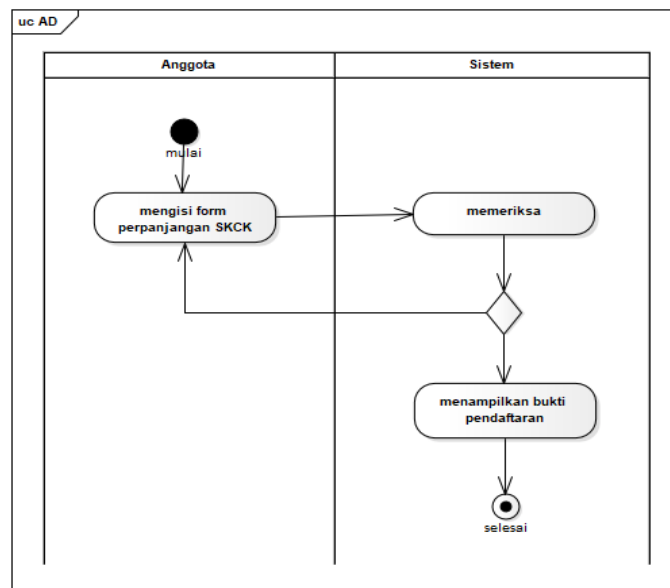 uc AD
Anggota
Sistem
mulai
mengisi form
perpanjangan SKCK
memeriksa
menampilkan bukti
pendaftaran
selesai